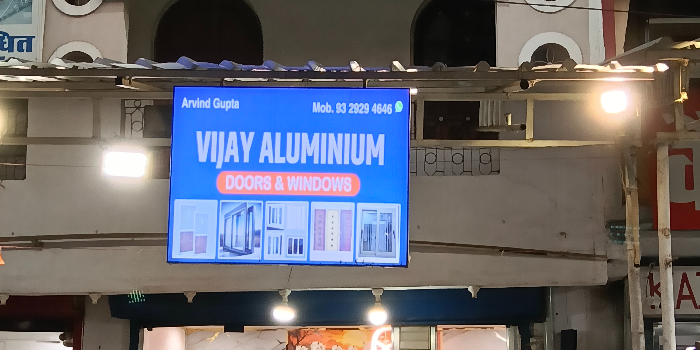 Arvind Gupta
Mob. 93 2929 4646
VIJAY ALUMINIUM
DOORS & WINDOWS